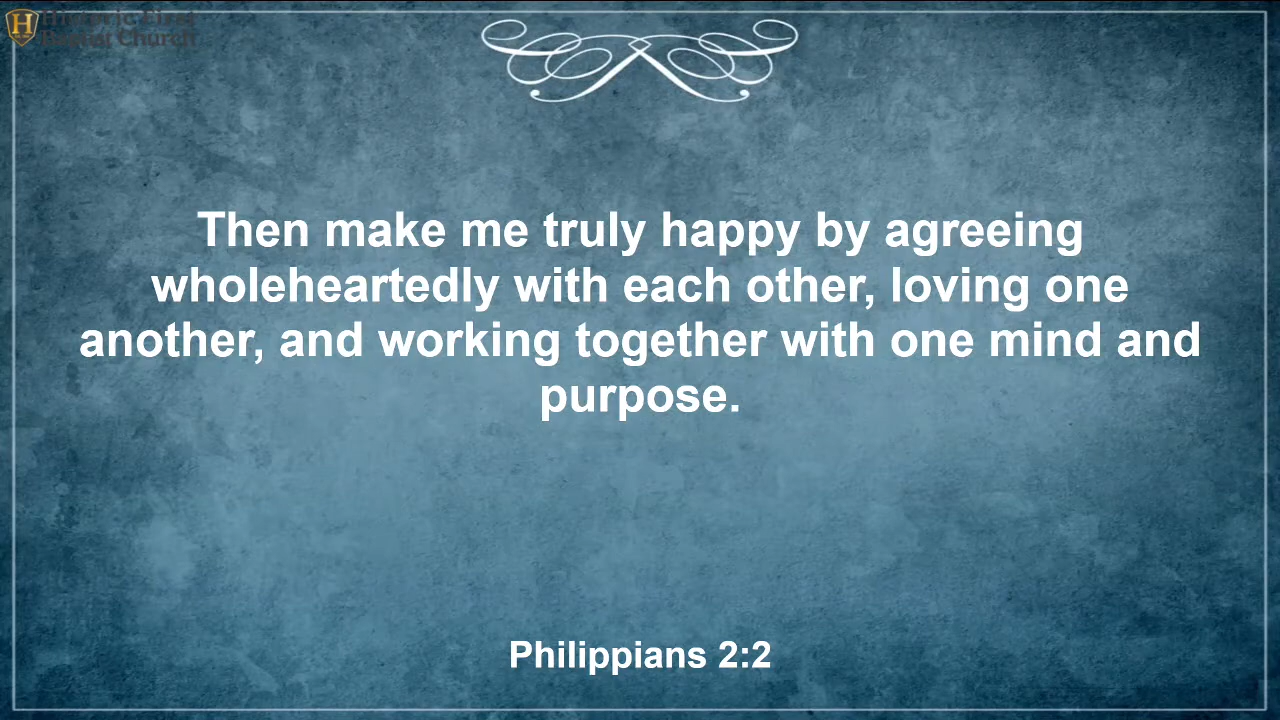 Historic First
Baptist Church
Then make me truly happy by agreeing
wholeheartedly with each other, loving one
another, and working together with one mind and
purpose.
Philippians 2:2